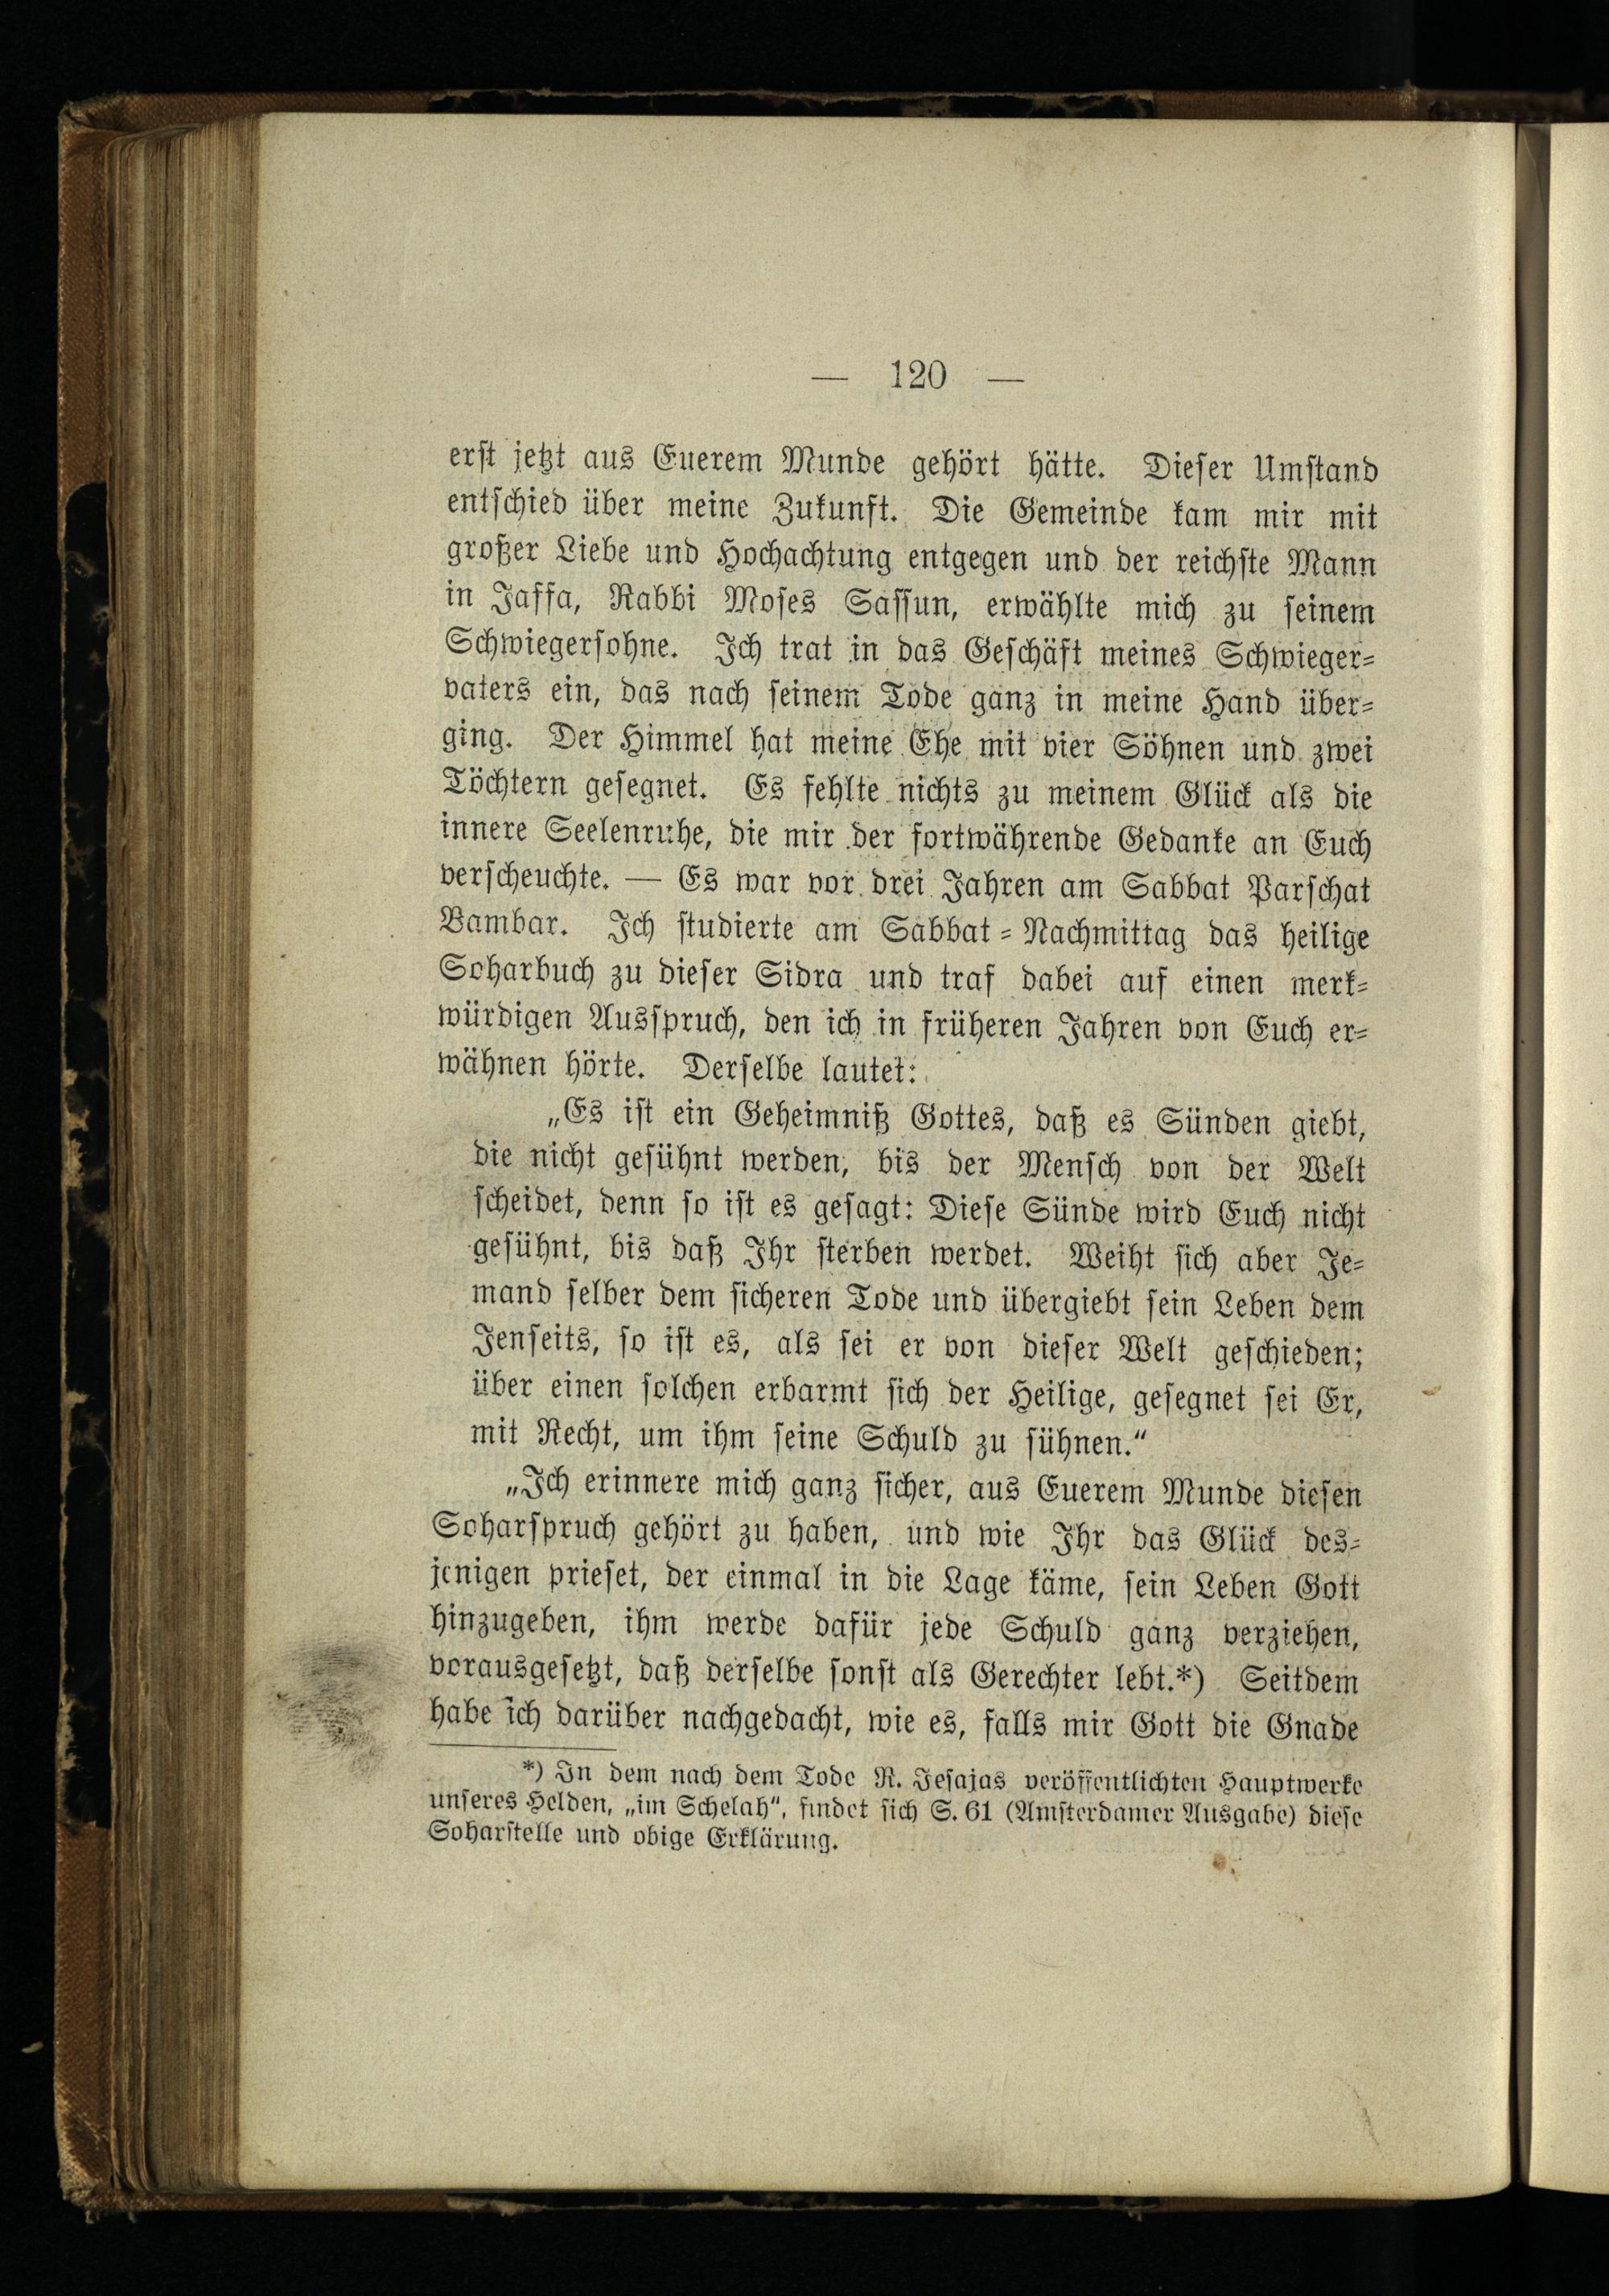 — 120 —
erst jetzt aus Euerem Munde gehört hätte. Dieser Umstand
entschied über meine Zukunft. Die Gemeinde kam mir mit
großer Liebe und Hochachtung entgegen und der reichste Mann
in Jaffa, Rabbi Moses Sassun, erwählte mich zu seinem
Schwiegersohne. Ich trat in das Geschäft meines Schwieger-
vaters ein, das nach seinem Tode ganz in meine Hand über-
ging. Der Himmel hat meine Ehe mit vier Söhnen und zwei
Töchtern gesegnet. Es fehlte nichts zu meinem Glück als die
innere Seelenruhe, die mir der fortwährende Gedanke an Euch
verscheuchte. — Es war vor drei Jahren am Sabbat Parschat
Bambar. Ich studierte am Sabbat-Nachmittag das heilige
Soharbuch zu dieser Sidra und traf dabei auf einen merk-
würdigen Ausspruch, den ich in früheren Jahren von Euch er-
wähnen hörte. Derselbe lautet:
„Es ist ein Geheimniß Gottes, daß es Sünden giebt,
die nicht gesühnt werden, bis der Mensch von der Welt
scheidet, denn so ist es gesagt: Diese Sünde wird Euch nicht
gesühnt, bis daß Ihr sterben werdet. Weiht sich aber Je-
mand selber dem sicheren Tode und übergiebt sein Leben dem
Jenseits, so ist es, als sei er von dieser Welt geschieden;
über einen solchen erbarmt sich der Heilige, gesegnet sei Er,
mit Recht, um ihm seine Schuld zu sühnen.“
„Ich erinnere mich ganz sicher, aus Euerem Munde diesen
Soharspruch gehört zu haben, und wie Ihr das Glück des-
jenigen prieset, der einmal in die Lage käme, sein Leben Gott
hinzugeben, ihm werde dafür jede Schuld ganz verziehen,
vorausgesetzt, daß derselbe sonst als Gerechter lebt.*) Seitdem
habe ich darüber nachgedacht, wie es, falls mir Gott die Gnade
*) In dem nach dem Tode R. Jesajas veröffentlichten Hauptwerke
unseres Helden, „im Schelah“, findet sich S. 61 (Amsterdamer Ausgabe) diese
Soharstelle und obige Erklärung.